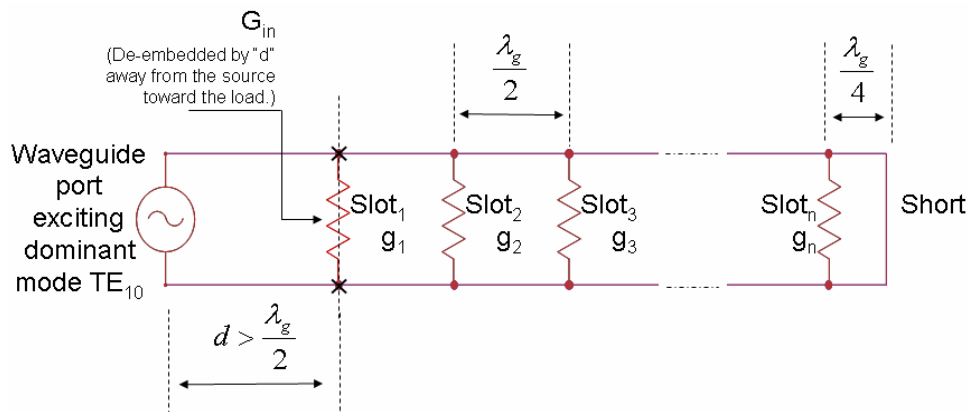 G_in
(De-embedded by "d"
away from the source
toward the load.)
λ_g
2
λ_g
4
Waveguide
port
exciting
dominant
mode TE_10
Slot_1
g_1
Slot_2
g_2
Slot_3
g_3
Slot_n
g_n
Short
d > λ_g
2